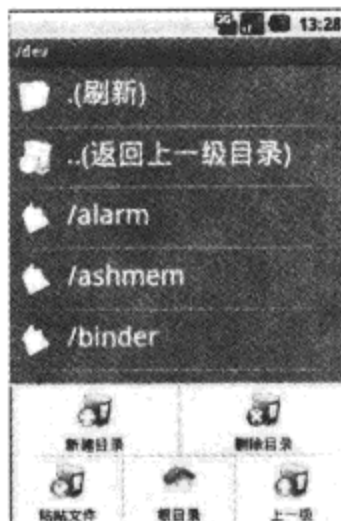 3G 13:28
/dev
.(刷新)
..(返回上一级目录)
/alarm
/ashmem
/binder
新建目录 删除目录
粘贴文件 根目录 上一级